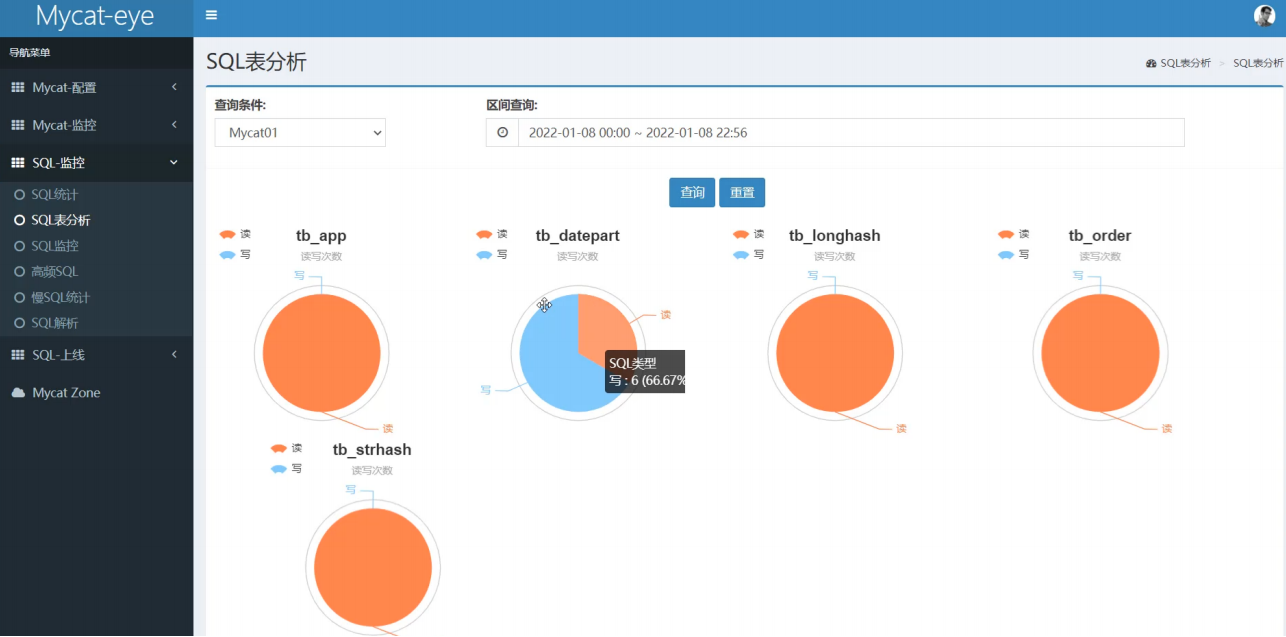 Mycat-eye
导航菜单
Mycat-配置
Mycat-监控
SQL-监控
SQL统计
SQL表分析
SQL监控
高频SQL
慢SQL统计
SQL解析
SQL-上线
Mycat Zone
SQL表分析
SQL表分析 > SQL表分析
查询条件:
区间查询:
Mycat01
2022-01-08 00:00 ~ 2022-01-08 22:56
查询
重置
读
写
tb_app
读写次数
写
读
读
写
tb_datepart
读写次数
读
写
SQL类型
写 : 6 (66.67%
读
写
tb_longhash
读写次数
写
读
读
写
tb_order
读写次数
写
读
读
写
tb_strhash
读写次数
写